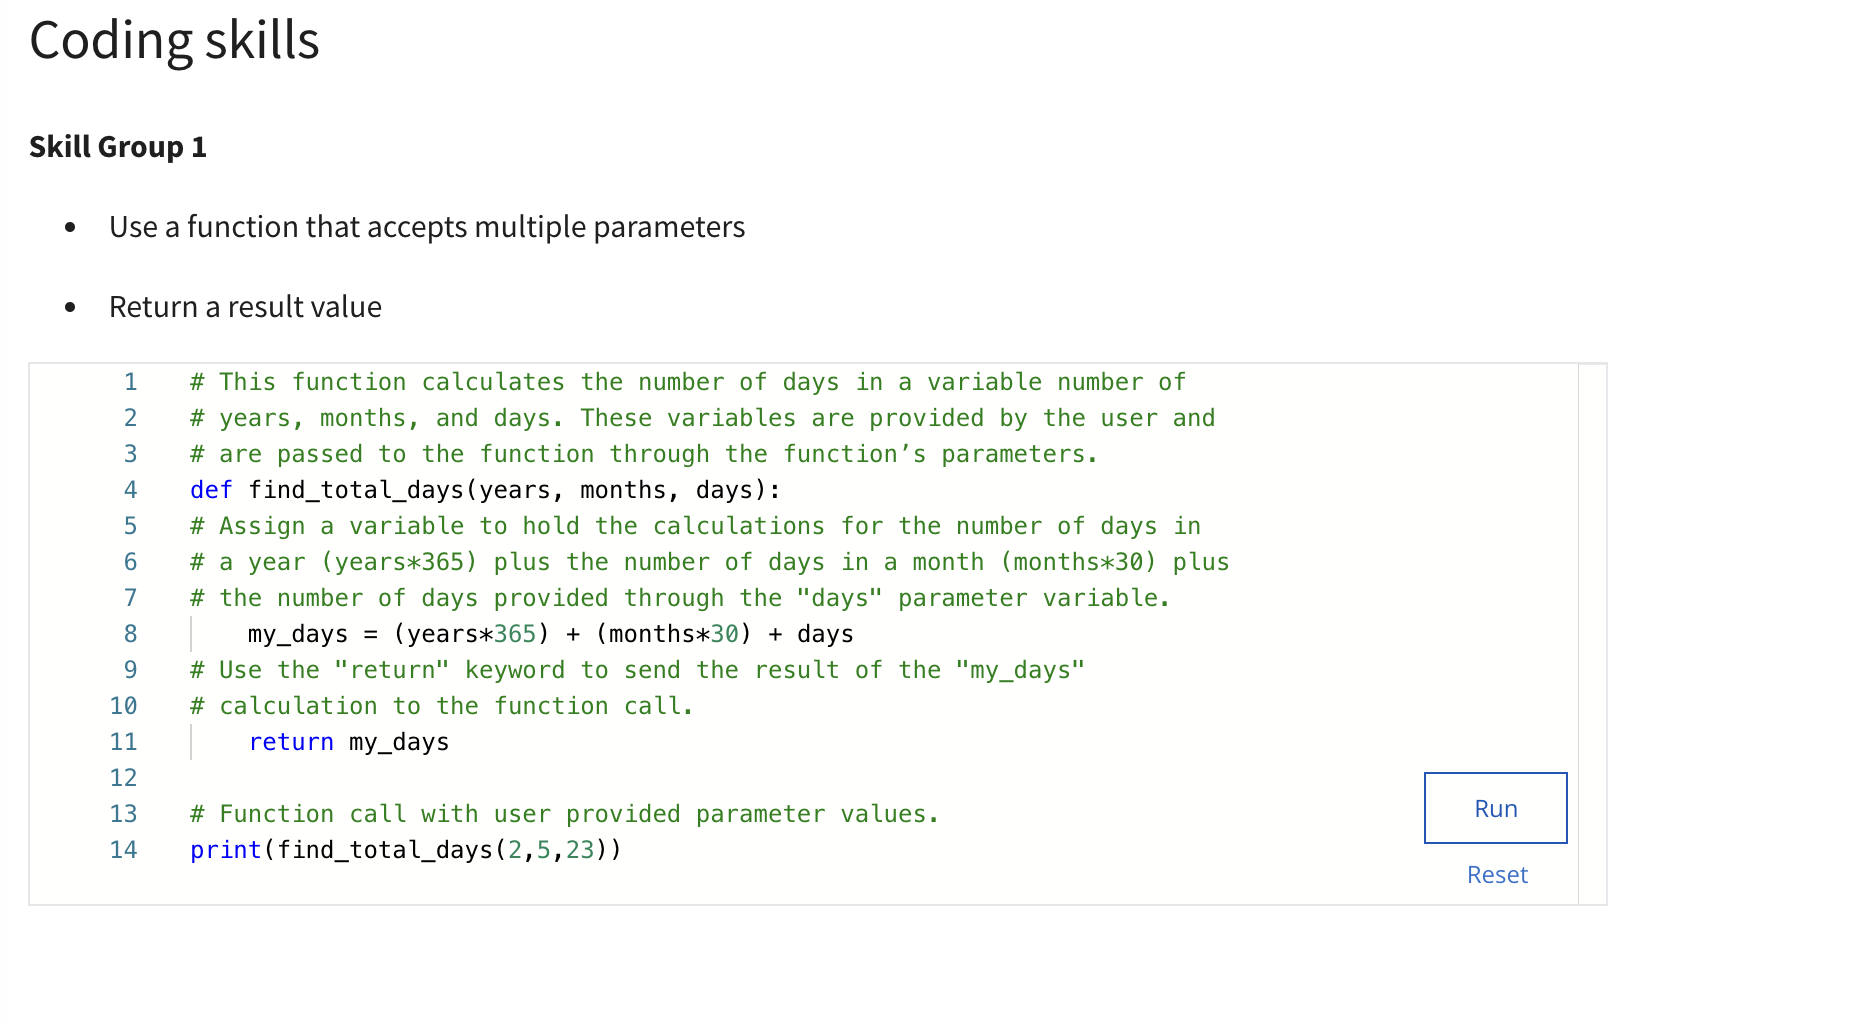 Coding skills
Skill Group 1
• Use a function that accepts multiple parameters
• Return a result value
1 # This function calculates the number of days in a variable number of
2 # years, months, and days. These variables are provided by the user and
3 # are passed to the function through the function’s parameters.
4 def find_total_days(years, months, days):
5 # Assign a variable to hold the calculations for the number of days in
6 # a year (years*365) plus the number of days in a month (months*30) plus
7 # the number of days provided through the "days" parameter variable.
8     my_days = (years*365) + (months*30) + days
9 # Use the "return" keyword to send the result of the "my_days"
10 # calculation to the function call.
11     return my_days
12
13 # Function call with user provided parameter values.
14 print(find_total_days(2,5,23))
Run
Reset